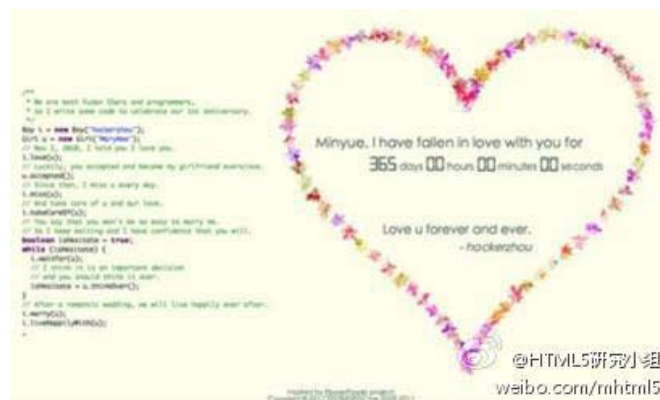 /**
* We are both Fudan CSers and programmers,
* so I write some code to celebrate our 1st anniversary.
*/
Boy i = new Boy("hackerzhou");
Girl u = new Girl("MaryHee");
// Nov 2, 2010, I told you I love you.
i.love(u);
// Luckily, you accepted and became my girlfriend eversince.
u.accepted();
// Since then, I miss u every day.
i.miss(u);
// And take care of u and our love.
i.takeCareOf(u);
// You say that you won't be so easy to marry me.
// So I keep waiting and I have confidence that you will.
boolean isHesitate = true;
while (isHesitate) {
i.waitFor(u);
// I think it is an important decision
// and you should think it over.
isHesitate = u.thinkOver();
}
// After a romantic wedding, we will live happily ever after.
i.marry(u);
i.liveHappilyWith(u);
Minyue, I have fallen in love with you for
365 days 00 hours 00 minutes 00 seconds
Love u forever and ever.
- hackerzhou
@HTML5研究小组
weibo.com/mhtml5